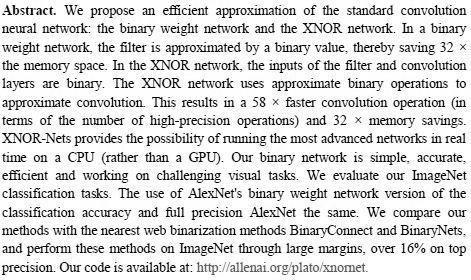 Abstract. We propose an efficient approximation of the standard convolution
neural network: the binary weight network and the XNOR network. In a binary
weight network, the filter is approximated by a binary value, thereby saving 32 ×
the memory space. In the XNOR network, the inputs of the filter and convolution
layers are binary. The XNOR network uses approximate binary operations to
approximate convolution. This results in a 58 × faster convolution operation (in
terms of the number of high-precision operations) and 32 × memory savings.
XNOR-Nets provides the possibility of running the most advanced networks in real
time on a CPU (rather than a GPU). Our binary network is simple, accurate,
efficient and working on challenging visual tasks. We evaluate our ImageNet
classification tasks. The use of AlexNet's binary weight network version of the
classification accuracy and full precision AlexNet the same. We compare our
methods with the nearest web binarization methods BinaryConnect and BinaryNets,
and perform these methods on ImageNet through large margins, over 16% on top
precision. Our code is available at: http://allenai.org/plato/xnornet.